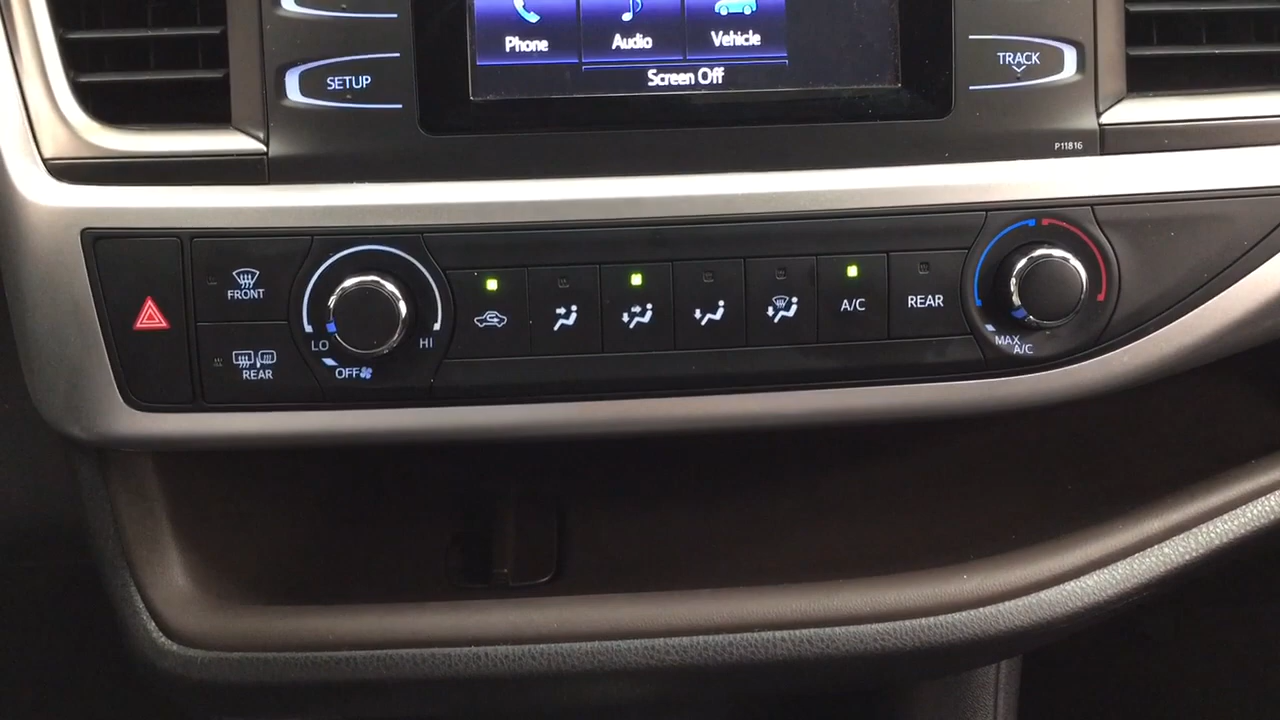 Phone
Audio
Vehicle
Screen Off
SETUP
TRACK
P11816
FRONT
REAR
LO
HI
OFF
A/C
REAR
MAX
A/C